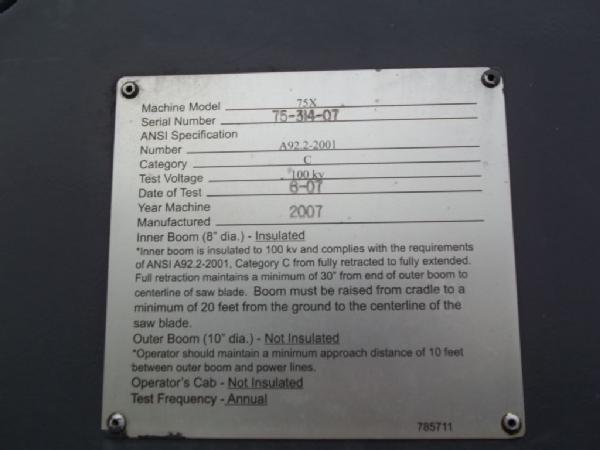 Machine Model 75X
Serial Number 75-314-07
ANSI Specification
Number A92.2-2001
Category C
Test Voltage 100 kv
Date of Test 6-07
Year Machine
Manufactured 2007
Inner Boom (8" dia.) - Insulated
*Inner boom is insulated to 100 kv and complies with the requirements
of ANSI A92.2-2001, Category C from fully retracted to fully extended.
Full retraction maintains a minimum of 30" from end of outer boom to
centerline of saw blade. Boom must be raised from cradle to a
minimum of 20 feet from the ground to the centerline of the
saw blade.
Outer Boom (10" dia.) - Not Insulated
*Operator should maintain a minimum approach distance of 10 feet
between outer boom and power lines.
Operator's Cab - Not Insulated
Test Frequency - Annual
785711